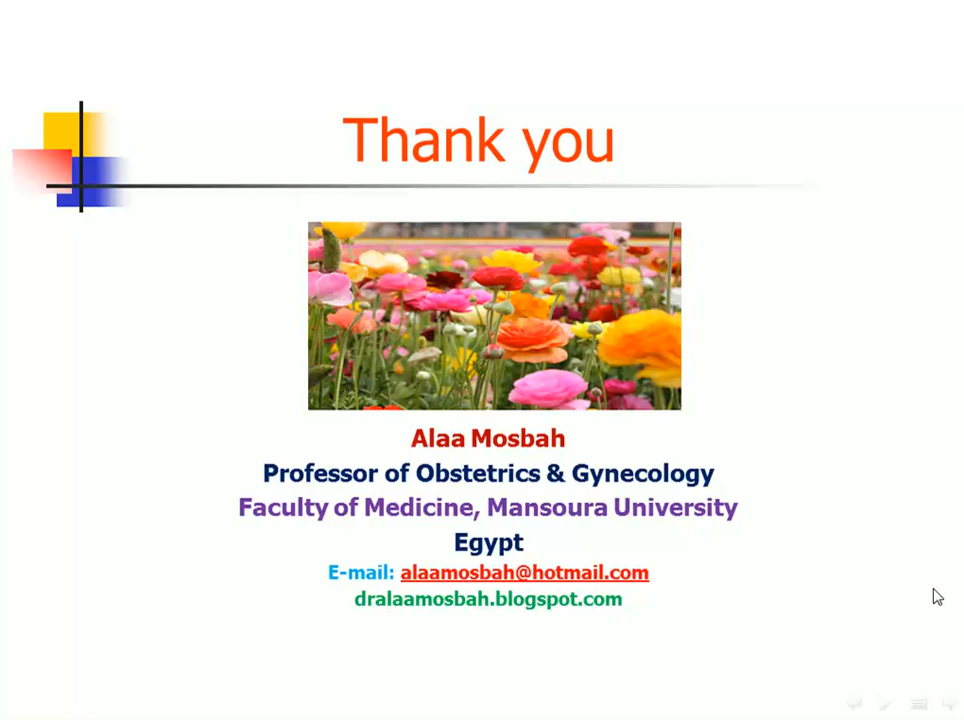 Thank you
Alaa Mosbah
Professor of Obstetrics & Gynecology
Faculty of Medicine, Mansoura University
Egypt
E-mail: alaamosbah@hotmail.com
dralaamosbah.blogspot.com